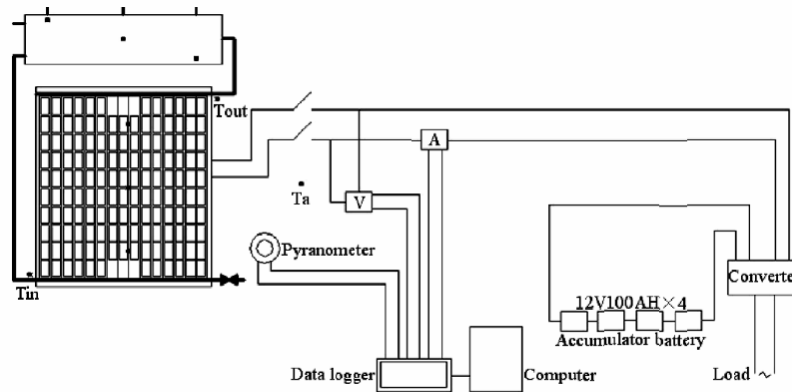 Tout
A
Ta
V
Pyranometer
Tin
Converte
12V100AH×4
Accumulator battery
Data logger
Computer
Load ~